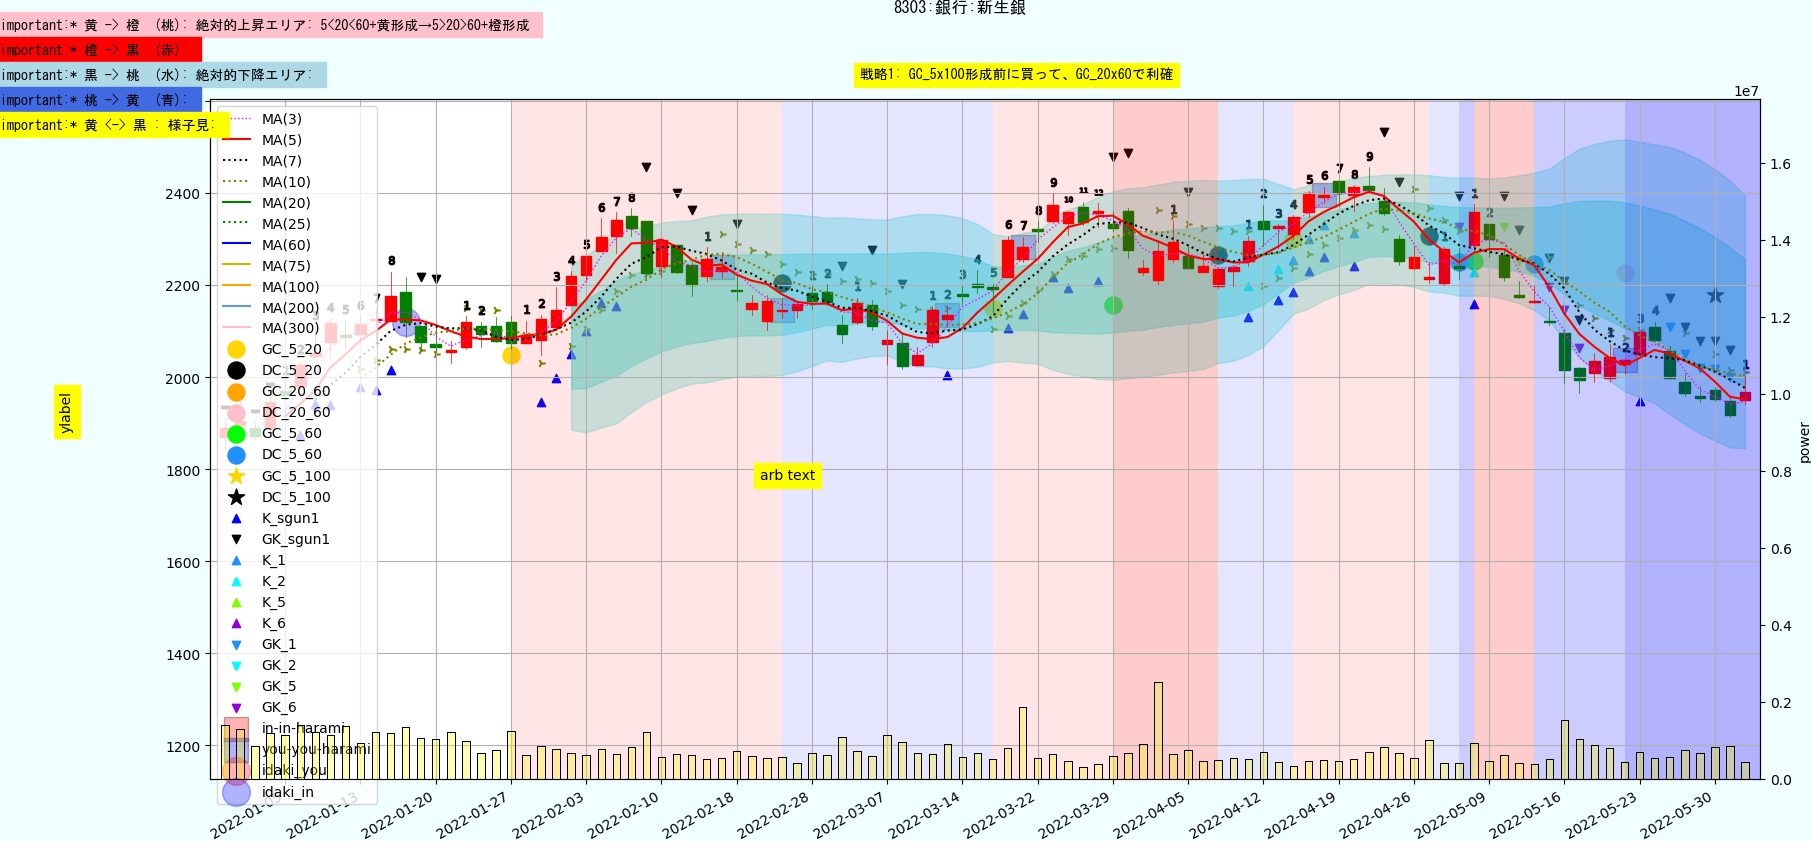 8303:銀行:新生銀
important:* 黄 -> 橙 （桃): 絶対的上昇エリア: 5<20<60+黄形成→5>20>60+橙形成
important:* 橙 -> 黒 （赤):
important:* 黒 -> 桃 （水): 絶対的下降エリア:
戦略1: GC_5x100形成前に買って、GC_20x60で利確
important:* 桃 -> 黄 （青):
important:* 黄 <-> 黒 : 様子見:
1e7
MA(3)
MA(5)
MA(7)
MA(10)
MA(20)
MA(25)
MA(60)
MA(75)
MA(100)
MA(200)
MA(300)
GC_5_20
DC_5_20
GC_20_60
DC_20_60
GC_5_60
DC_5_60
GC_5_100
DC_5_100
K_sgun1
GK_sgun1
K_1
K_2
K_5
K_6
GK_1
GK_2
GK_5
GK_6
in-in-harami
you-you-harami
idaki_you
idaki_in
2400
2200
2000
1800
1600
1400
1200
ylabel
arb text
1.6
1.4
1.2
1.0
0.8
0.6
0.4
0.2
0.0
power
2022-01-13
2022-01-20
2022-01-27
2022-02-03
2022-02-10
2022-02-18
2022-02-28
2022-03-07
2022-03-14
2022-03-22
2022-03-29
2022-04-05
2022-04-12
2022-04-19
2022-04-26
2022-05-09
2022-05-16
2022-05-23
2022-05-30